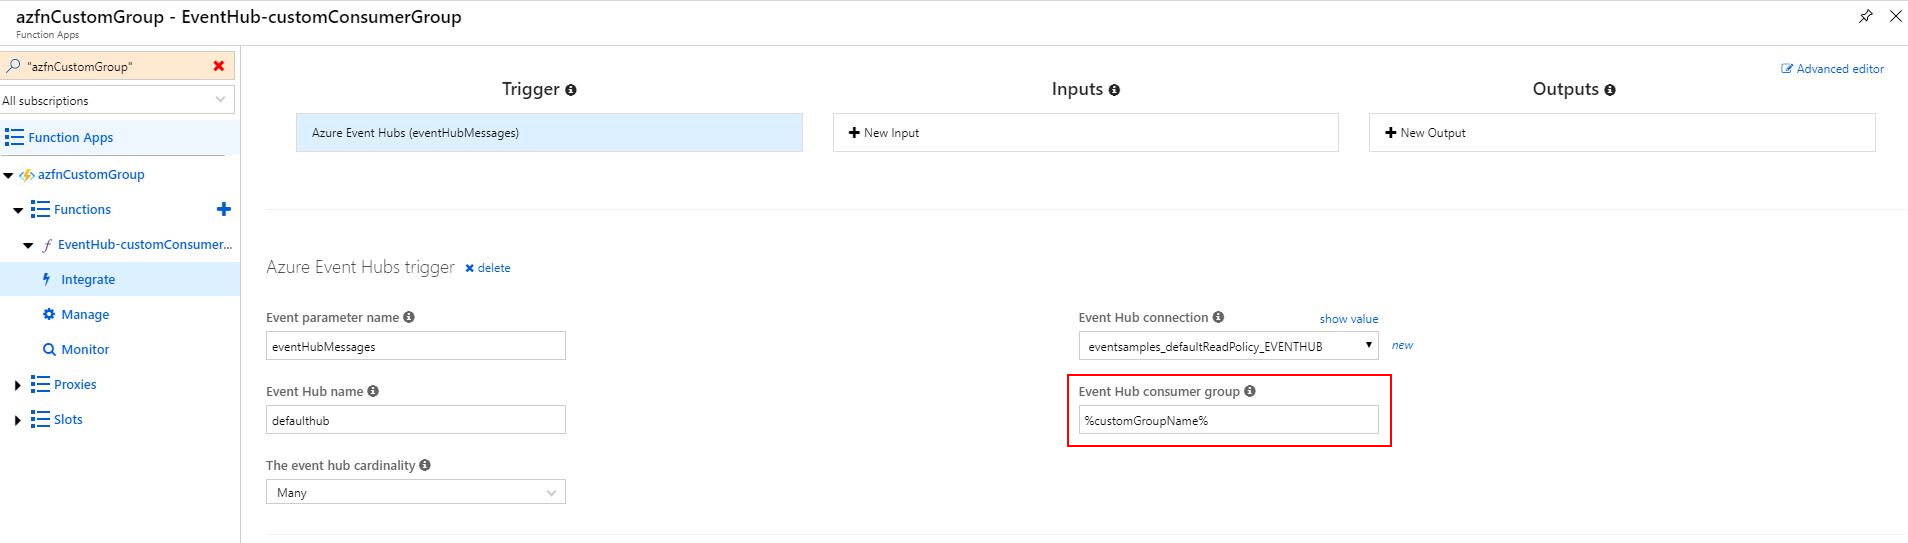 azfnCustomGroup - EventHub-customConsumerGroup
Function Apps
"azfnCustomGroup"
All subscriptions
Function Apps
azfnCustomGroup
Functions
EventHub-customConsumer...
Integrate
Manage
Monitor
Proxies
Slots
Advanced editor
Trigger
Inputs
Outputs
Azure Event Hubs (eventHubMessages)
New Input
New Output
Azure Event Hubs trigger
delete
Event parameter name
eventHubMessages
Event Hub connection
show value
eventsamples_defaultReadPolicy_EVENTHUB
new
Event Hub name
defaulthub
Event Hub consumer group
%customGroupName%
The event hub cardinality
Many